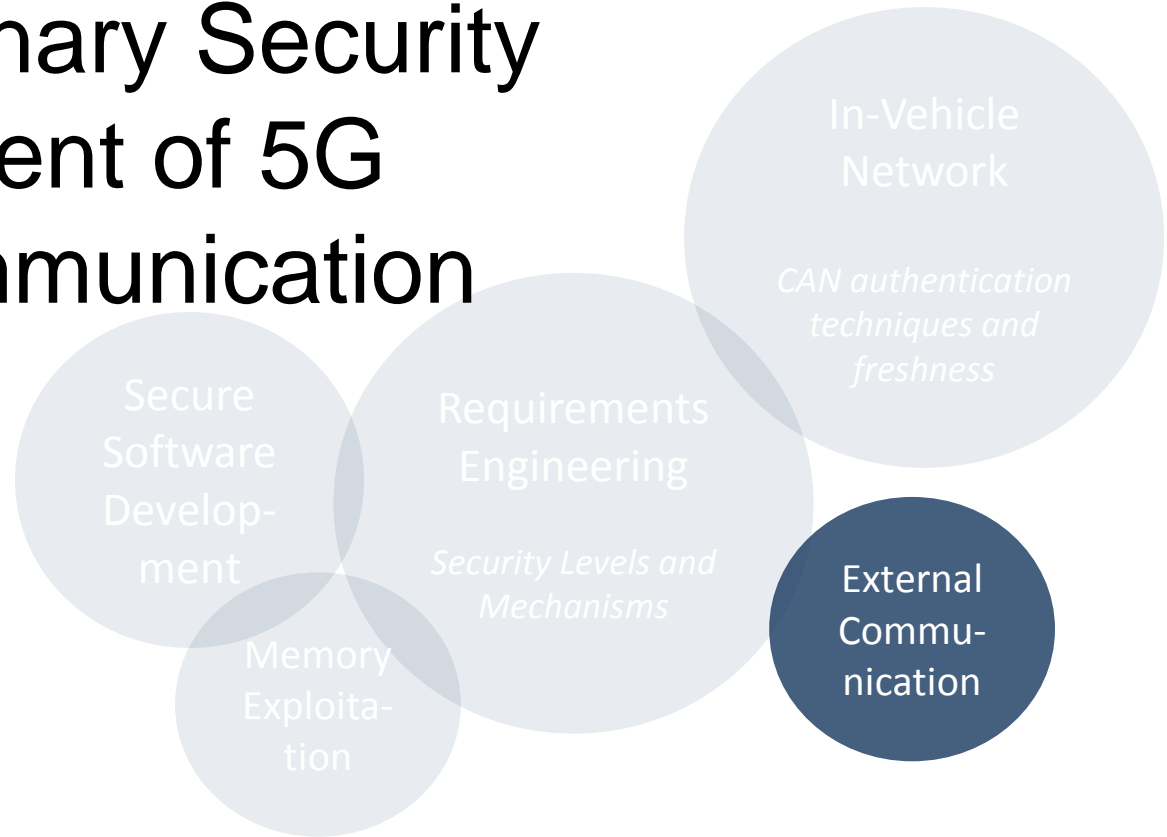 nary Security
ent of 5G
munication
In-Vehicle
Network
CAN authentication
techniques and
freshness
Secure
Software
Develop-
ment
Requirements
Engineering
Security Levels and
Mechanisms
External
Commu-
nication
Memory
Exploita-
tion